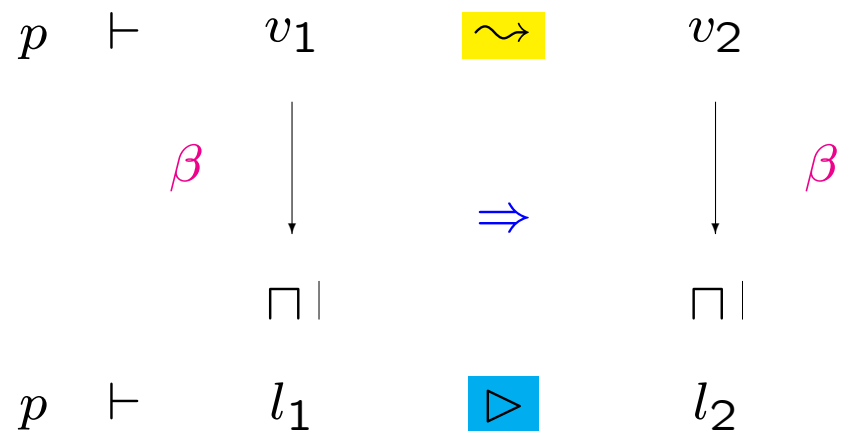 p ⊢ v₁ ⇝ v₂
β β
⇒
⊓| ⊓|
p ⊢ l₁ ▷ l₂